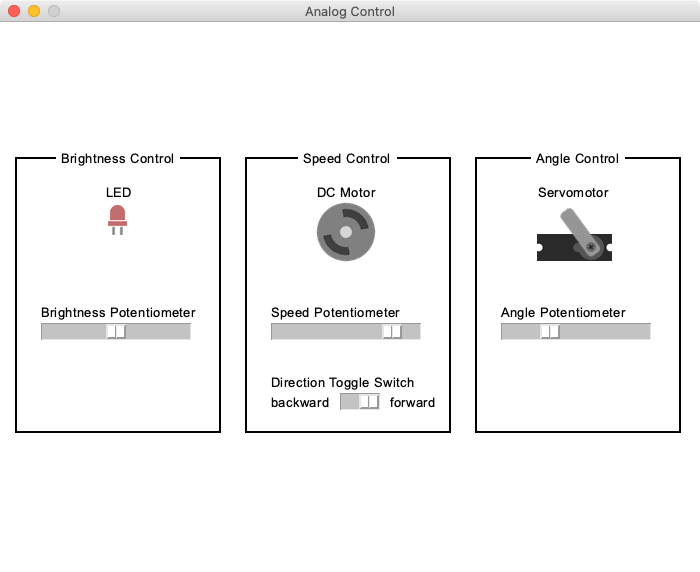 Analog Control
Brightness Control
LED
Brightness Potentiometer
Speed Control
DC Motor
Speed Potentiometer
Direction Toggle Switch
backward forward
Angle Control
Servomotor
Angle Potentiometer